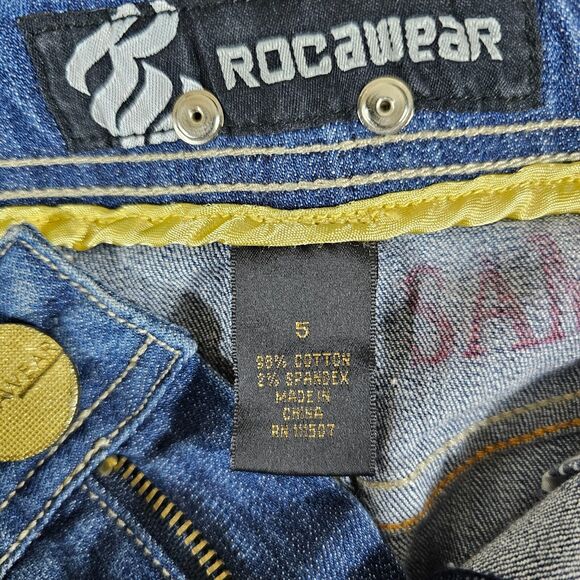 ROCAWEAR
5
98% COTTON
2% SPANDEX
MADE IN
CHINA
RN 111507